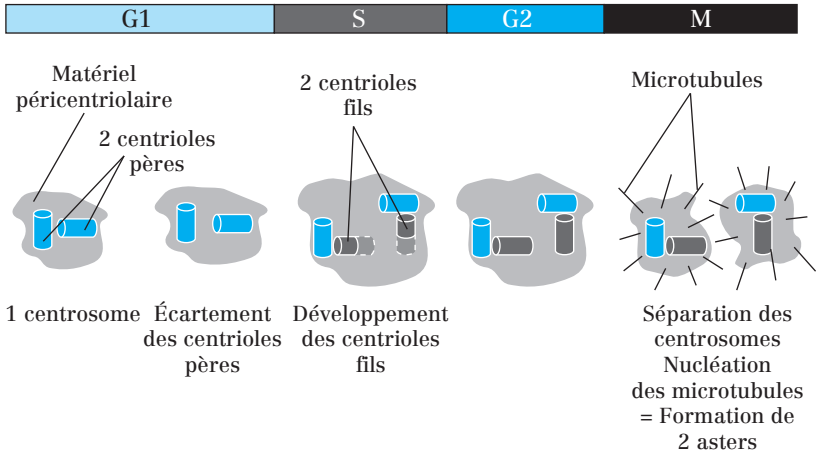 G1 S G2 M
Matériel
péricentriolaire
2 centrioles
pères
2 centrioles
fils
Microtubules
1 centrosome
Écartement
des centrioles
pères
Développement
des centrioles
fils
Séparation des
centrosomes
Nucléation
des microtubules
= Formation de
2 asters